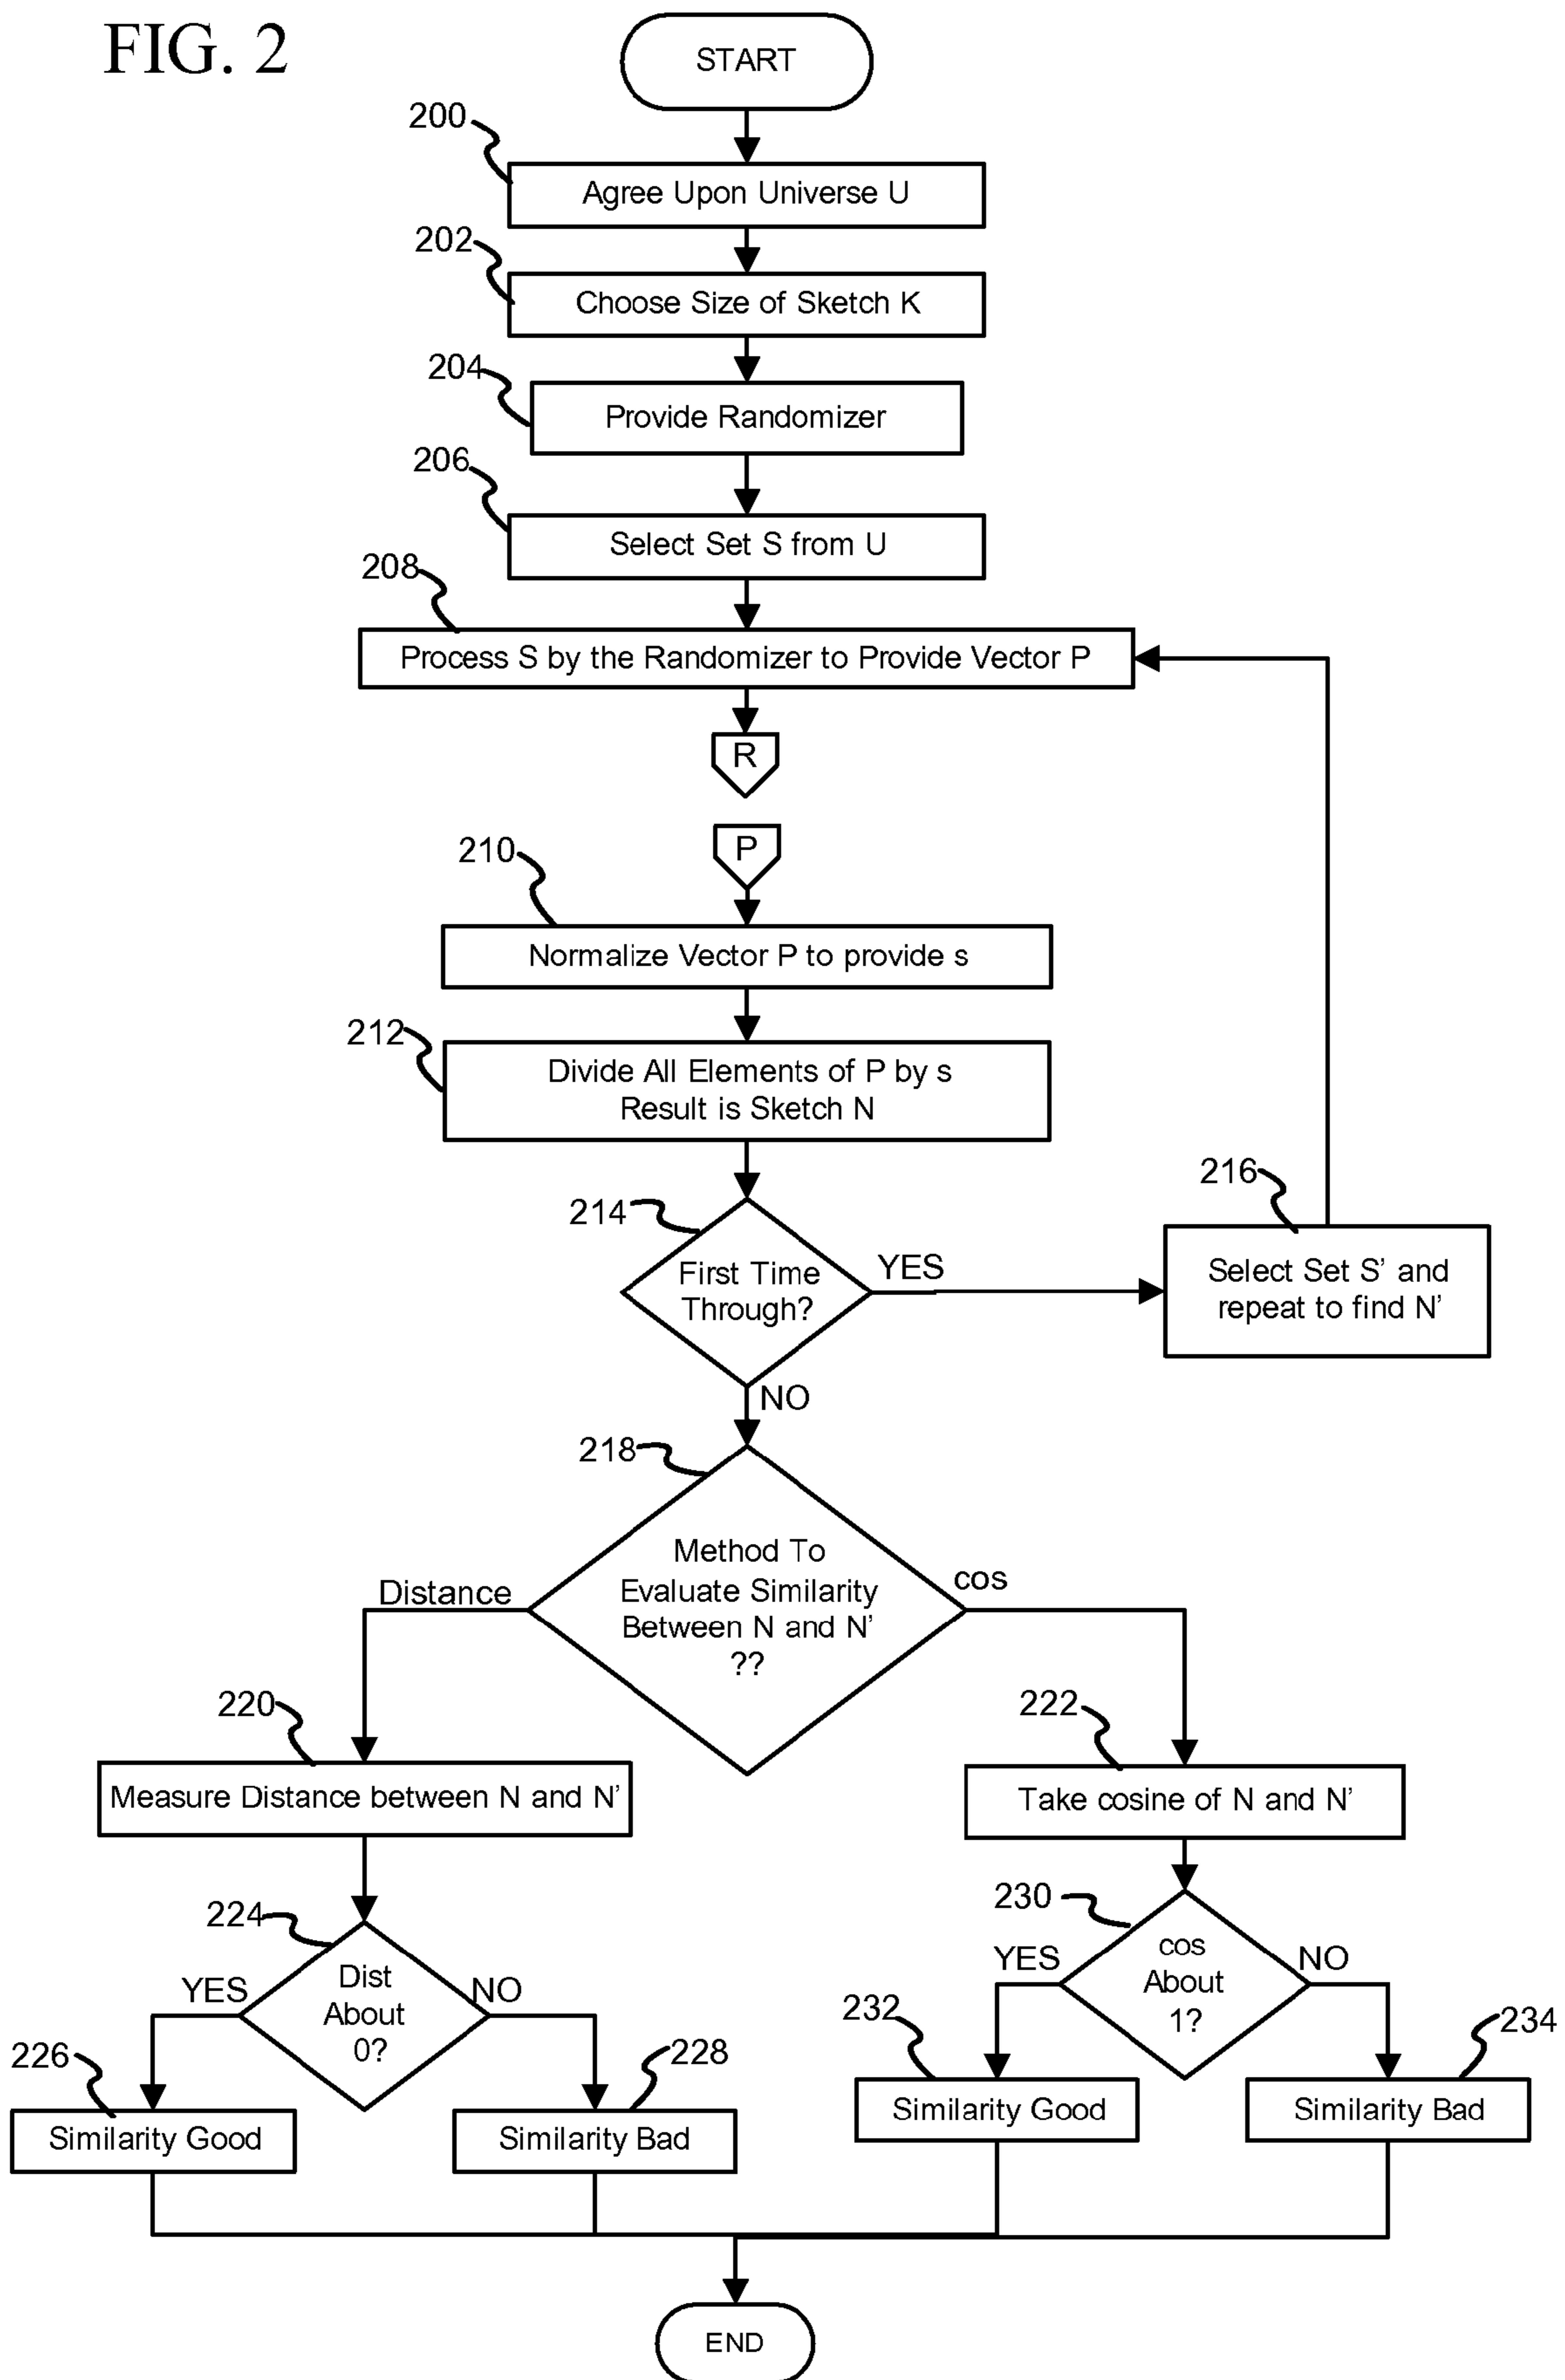 FIG. 2
START
200
Agree Upon Universe U
202
Choose Size of Sketch K
204
Provide Randomizer
206
Select Set S from U
208
Process S by the Randomizer to Provide Vector P
R
P
210
Normalize Vector P to provide s
212
Divide All Elements of P by s
Result is Sketch N
214
First Time
Through?
YES
216
Select Set S' and
repeat to find N'
NO
218
Method To
Evaluate Similarity
Between N and N'
??
Distance
cos
220
Measure Distance between N and N'
222
Take cosine of N and N'
224
Dist
About
0?
YES
NO
230
cos
About
1?
YES
NO
226
Similarity Good
228
Similarity Bad
232
Similarity Good
234
Similarity Bad
END